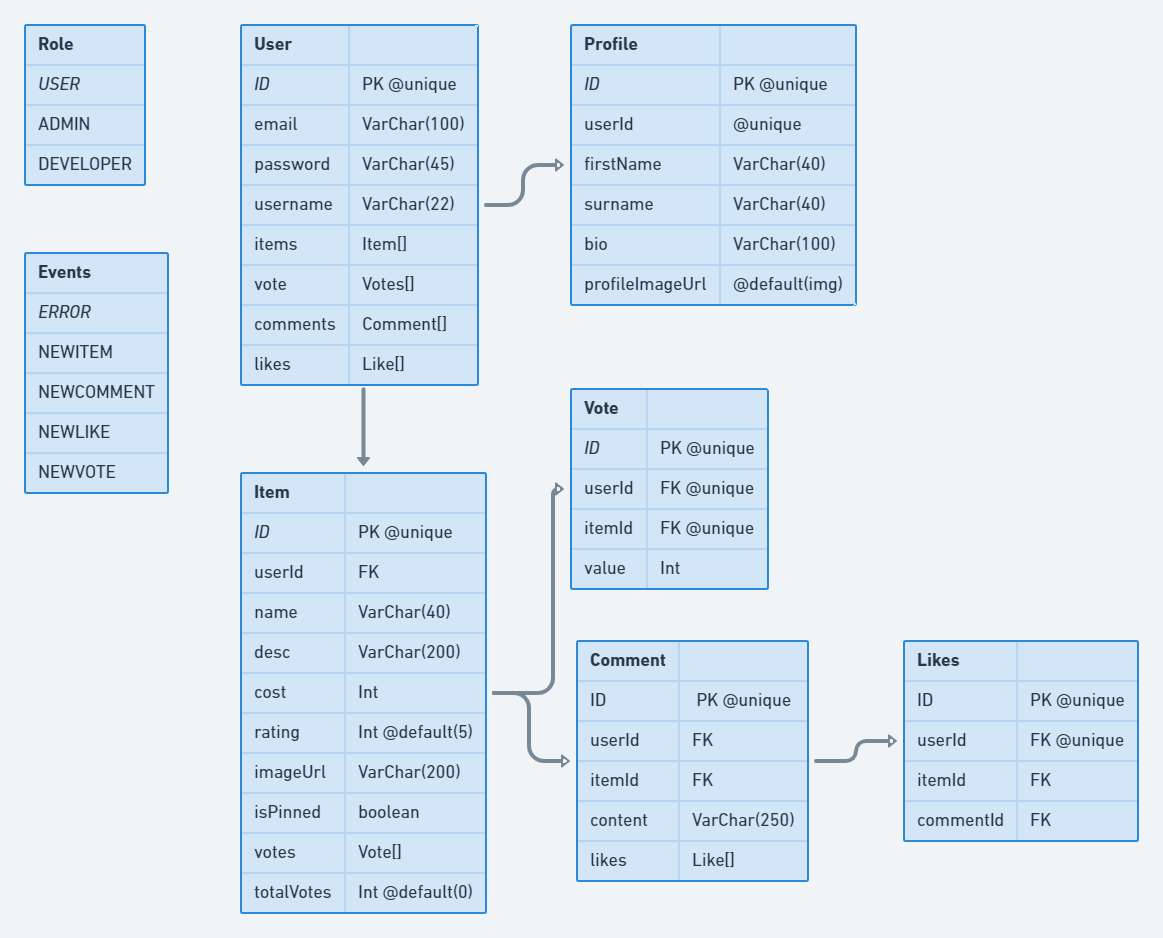 Role
USER
ADMIN
DEVELOPER
Events
ERROR
NEWITEM
NEWCOMMENT
NEWLIKE
NEWVOTE
User
ID PK @unique
email VarChar(100)
password VarChar(45)
username VarChar(22)
items Item[]
vote Votes[]
comments Comment[]
likes Like[]
Profile
ID PK @unique
userId @unique
firstName VarChar(40)
surname VarChar(40)
bio VarChar(100)
profileImageUrl @default(img)
Item
ID PK @unique
userId FK
name VarChar(40)
desc VarChar(200)
cost Int
rating Int @default(5)
imageUrl VarChar(200)
isPinned boolean
votes Vote[]
totalVotes Int @default(0)
Vote
ID PK @unique
userId FK @unique
itemId FK @unique
value Int
Comment
ID PK @unique
userId FK
itemId FK
content VarChar(250)
likes Like[]
Likes
ID PK @unique
userId FK @unique
itemId FK
commentId FK